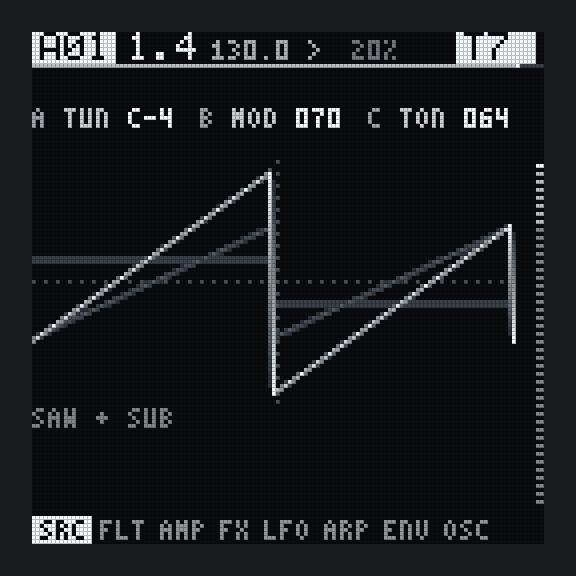 A01 1.4 130.0 > 20% T7
A TUN C-4 B MOD 070 C TON 064
SAW + SUB
SRC FLT AMP FX LFO ARP ENV OSC